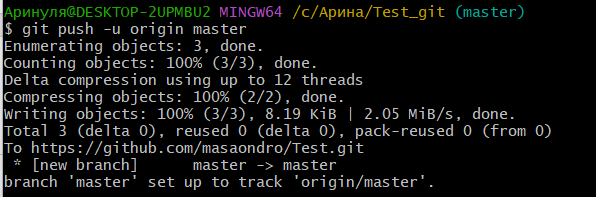 Аринуля@DESKTOP-2UPMBU2 MINGW64 /c/Арина/Test_git (master)
$ git push -u origin master
Enumerating objects: 3, done.
Counting objects: 100% (3/3), done.
Delta compression using up to 12 threads
Compressing objects: 100% (2/2), done.
Writing objects: 100% (3/3), 8.19 KiB | 2.05 MiB/s, done.
Total 3 (delta 0), reused 0 (delta 0), pack-reused 0 (from 0)
To https://github.com/masaondro/Test.git
 * [new branch]      master -> master
branch 'master' set up to track 'origin/master'.